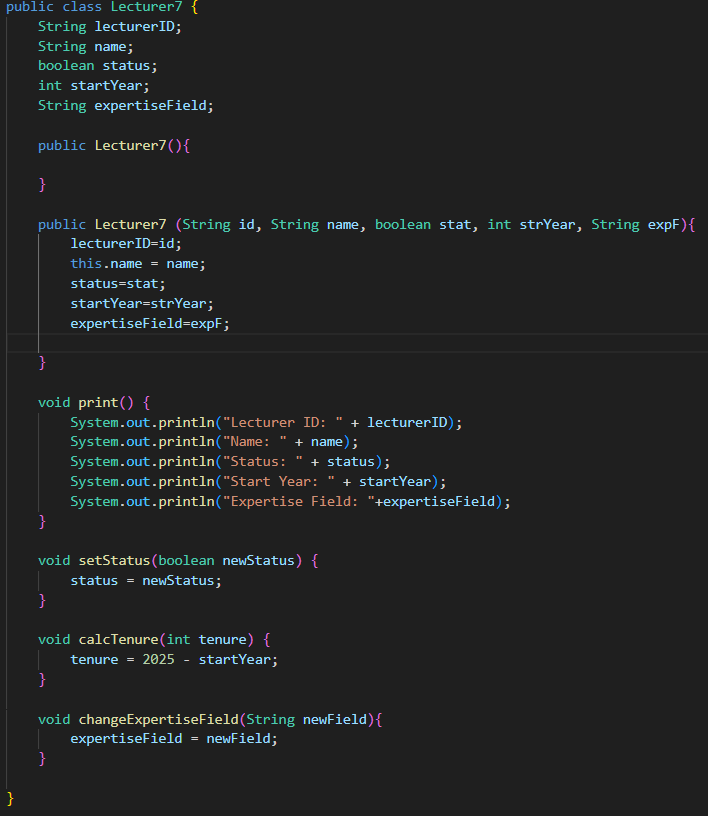 public class Lecturer7 {
    String lecturerID;
    String name;
    boolean status;
    int startYear;
    String expertiseField;

    public Lecturer7(){

    }

    public Lecturer7 (String id, String name, boolean stat, int strYear, String expF){
        lecturerID=id;
        this.name = name;
        status=stat;
        startYear=strYear;
        expertiseField=expF;

    }

    void print() {
        System.out.println("Lecturer ID: " + lecturerID);
        System.out.println("Name: " + name);
        System.out.println("Status: " + status);
        System.out.println("Start Year: " + startYear);
        System.out.println("Expertise Field: "+expertiseField);
    }

    void setStatus(boolean newStatus) {
        status = newStatus;
    }

    void calcTenure(int tenure) {
        tenure = 2025 - startYear;
    }

    void changeExpertiseField(String newField){
        expertiseField = newField;
    }

}